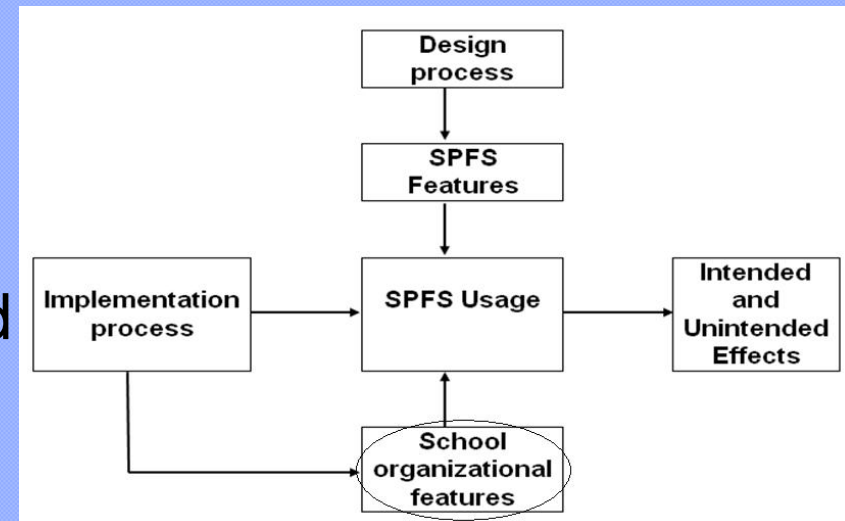 Design
process
SPFS
Features
Implementation
process
SPFS Usage
Intended
and
Unintended
Effects
School
organizational
features